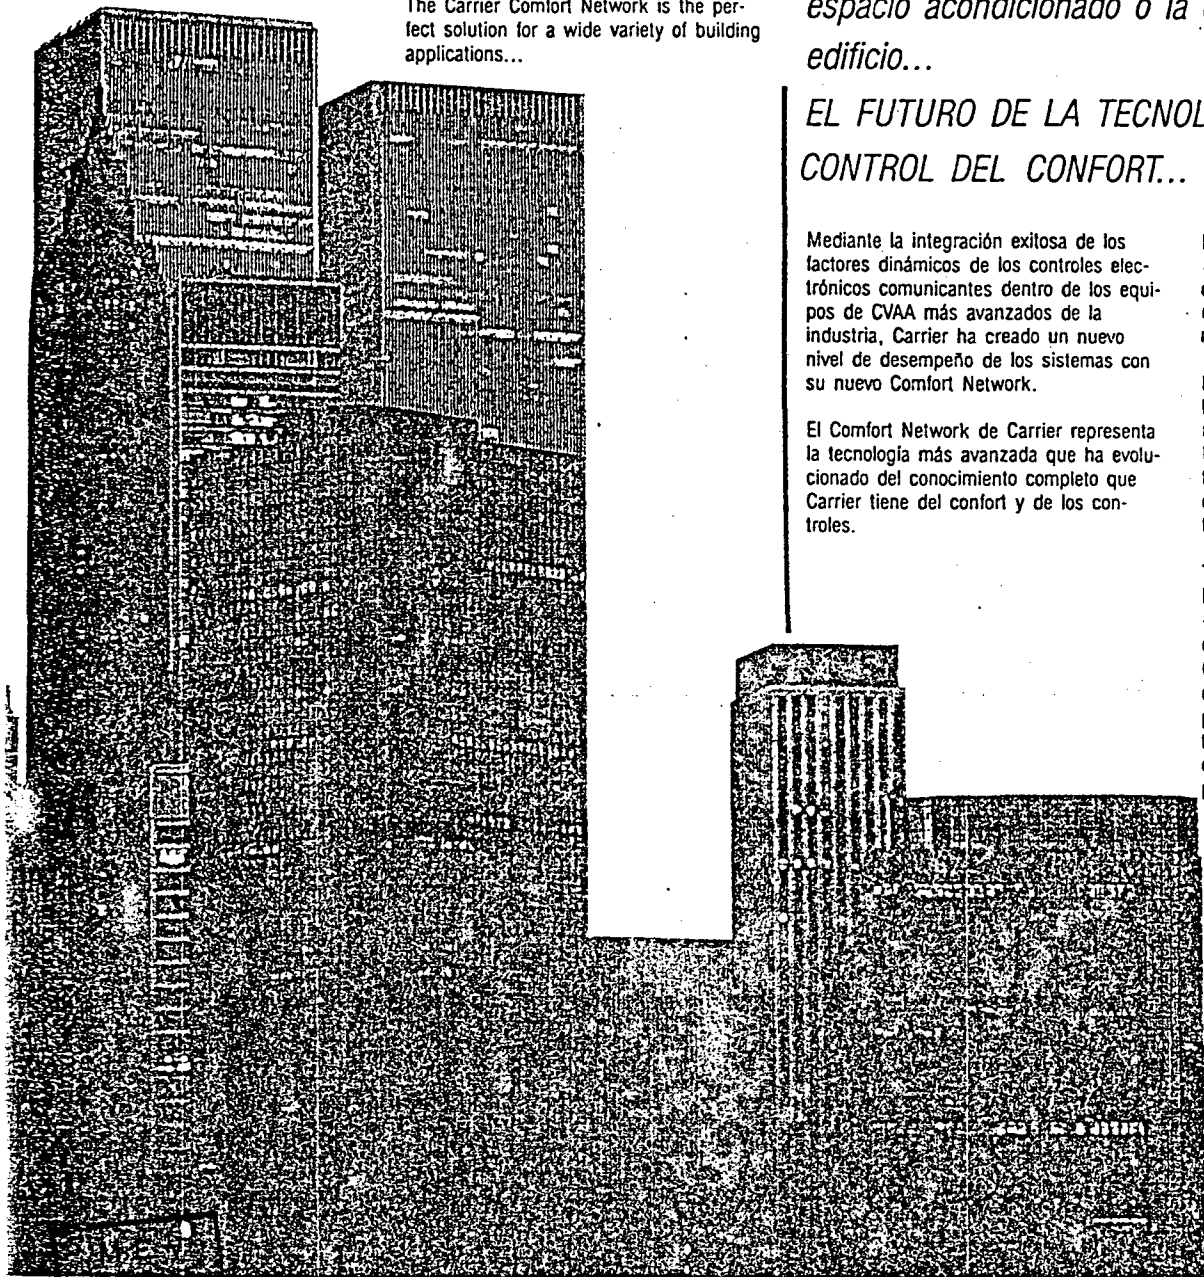 The Carrier Comfort Network is the per-
fect solution for a wide variety of building
applications...
espacio acondicionado o la
edificio...
EL FUTURO DE LA TECNOL
CONTROL DEL CONFORT...
Mediante la integración exitosa de los
factores dinámicos de los controles elec-
trónicos comunicantes dentro de los equi-
pos de CVAA más avanzados de la
industria, Carrier ha creado un nuevo
nivel de desempeño de los sistemas con
su nuevo Comfort Network.
El Comfort Network de Carrier representa
la tecnología más avanzada que ha evolu-
cionado del conocimiento completo que
Carrier tiene del confort y de los con-
troles.